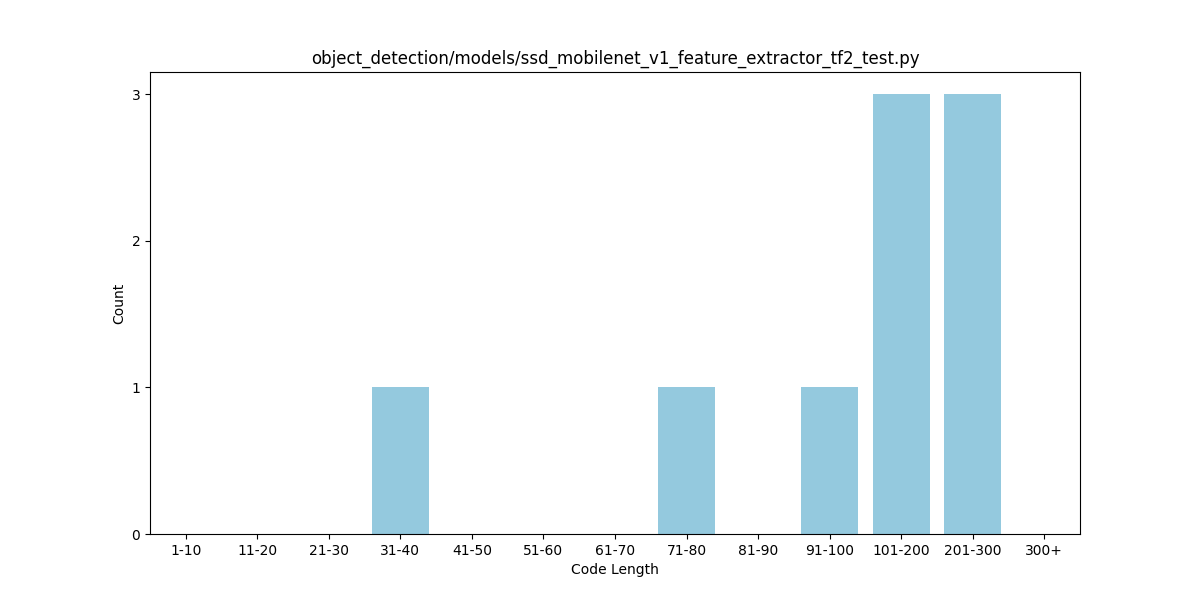 object_detection/models/ssd_mobilenet_v1_feature_extractor_tf2_test.py
3
2
1
0
Count
1-10 11-20 21-30 31-40 41-50 51-60 61-70 71-80 81-90 91-100 101-200 201-300 300+
Code Length